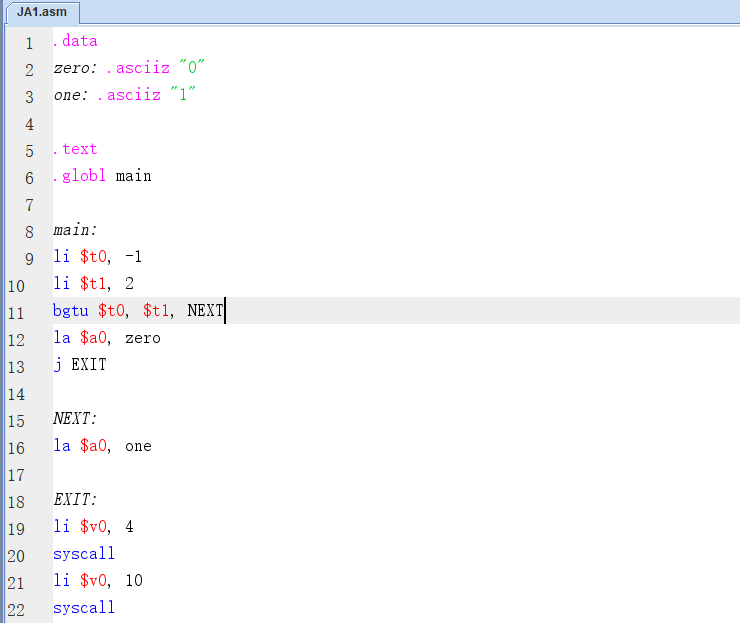 JA1.asm
1 .data
2 zero: .asciiz "0"
3 one: .asciiz "1"
4
5 .text
6 .globl main
7
8 main:
9 li $t0, -1
10 li $t1, 2
11 bgtu $t0, $t1, NEXT
12 la $a0, zero
13 j EXIT
14
15 NEXT:
16 la $a0, one
17
18 EXIT:
19 li $v0, 4
20 syscall
21 li $v0, 10
22 syscall